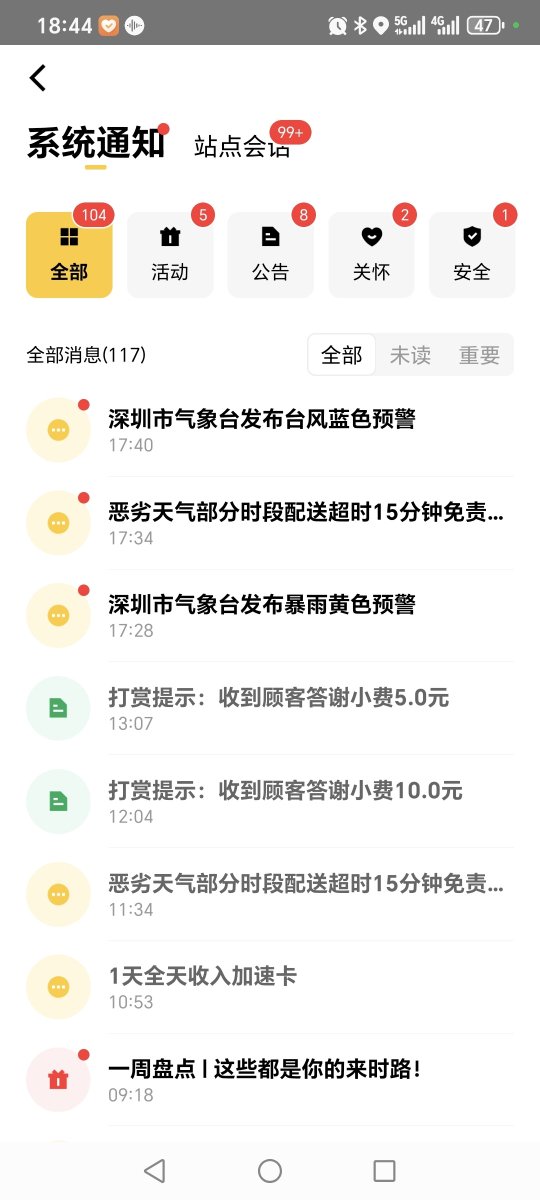 18:44 5G 4G 47
系统通知 站点会话 99+
104 5 8 2 1
全部 活动 公告 关怀 安全
全部消息(117) 全部 未读 重要
深圳市气象台发布台风蓝色预警
17:40
恶劣天气部分时段配送超时15分钟免责...
17:34
深圳市气象台发布暴雨黄色预警
17:28
打赏提示：收到顾客答谢小费5.0元
13:07
打赏提示：收到顾客答谢小费10.0元
12:04
恶劣天气部分时段配送超时15分钟免责...
11:34
1天全天收入加速卡
10:53
一周盘点 | 这些都是你的来时路！
09:18